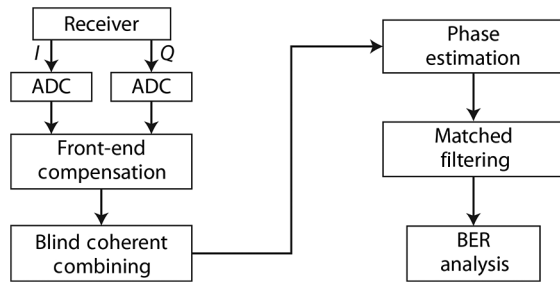 Receiver
I
Q
ADC
ADC
Front-end
compensation
Blind coherent
combining
Phase
estimation
Matched
filtering
BER
analysis